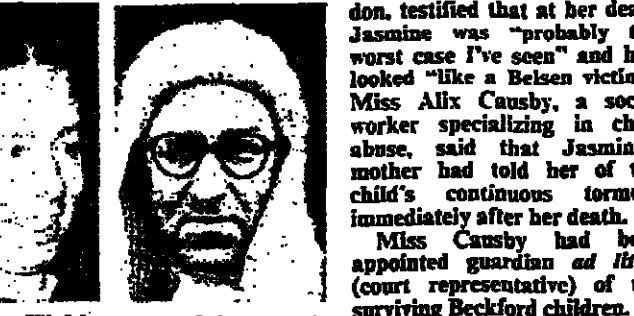 don, testified that at her
Jasmine was "probably
worst case I've seen" and
looked "like a Belsen
Miss Alix Causby, a
worker specializing in
abuse, said that
mother had told her of
child's continuous
immediately after her death.
Miss Causby had
appointed guardian ad
(court representative) of
surviving Beckford children.